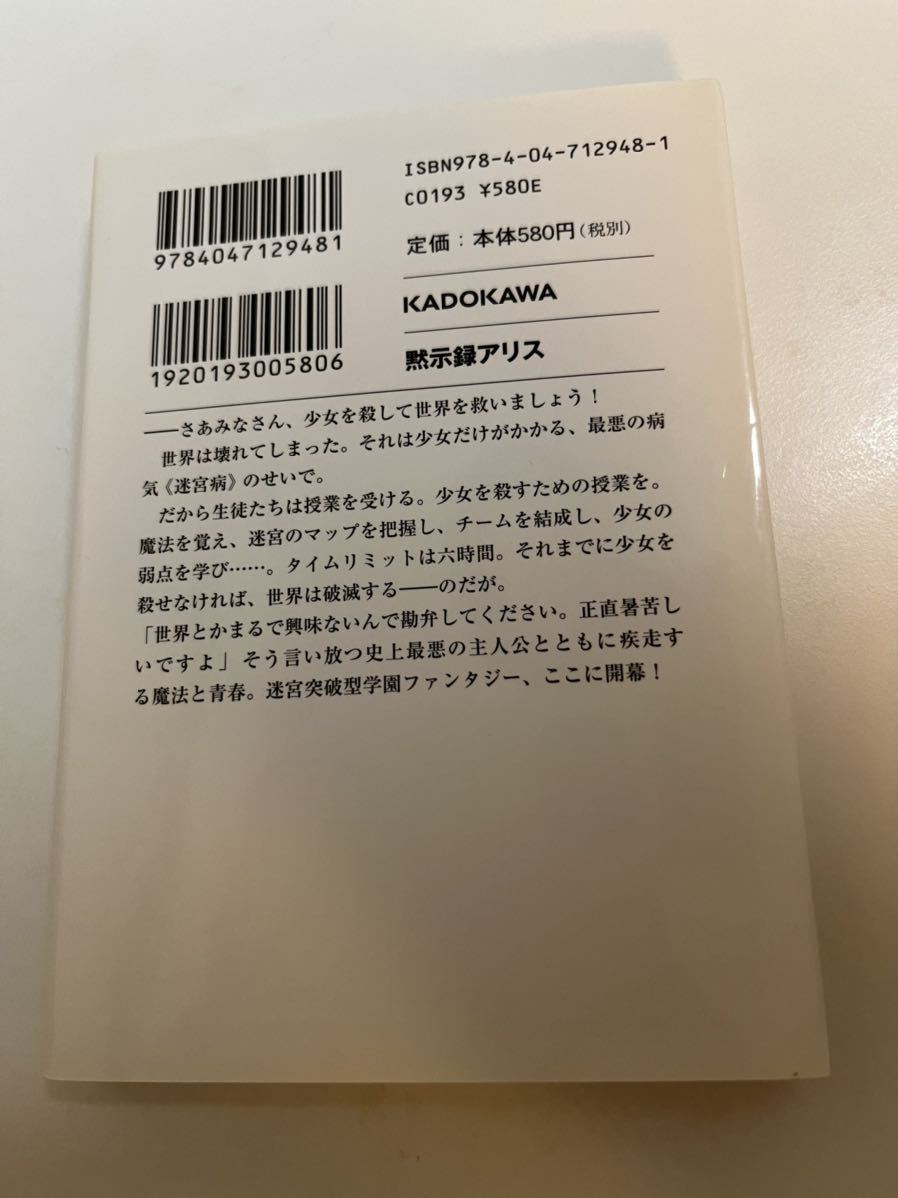 ISBN978-4-04-712948-1
C0193 ¥580E
9784047129481
定価：本体580円（税別）
KADOKAWA
1920193005806
黙示録アリス
――さあみなさん、少女を殺して世界を救いましょう！
世界は壊れてしまった。それは少女だけがかかる、最悪の病
気《迷宮病》のせいで。
だから生徒たちは授業を受ける。少女を殺すための授業を。
魔法を覚え、迷宮のマップを把握し、チームを結成し、少女の
弱点を学び……。タイムリミットは六時間。それまでに少女を
殺せなければ、世界は破滅する――のだが。
「世界とかまるで興味ないんで勘弁してください。正直暑苦し
いですよ」そう言い放つ史上最悪の主人公とともに疾走す
る魔法と青春。迷宮突破型学園ファンタジー、ここに開幕！